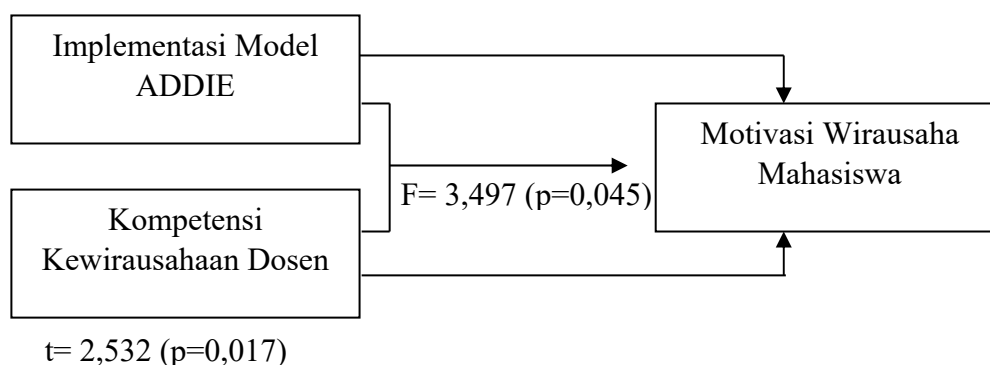 Implementasi Model
ADDIE
Motivasi Wirausaha
Mahasiswa
F= 3,497 (p=0,045)
Kompetensi
Kewirausahaan Dosen
t= 2,532 (p=0,017)